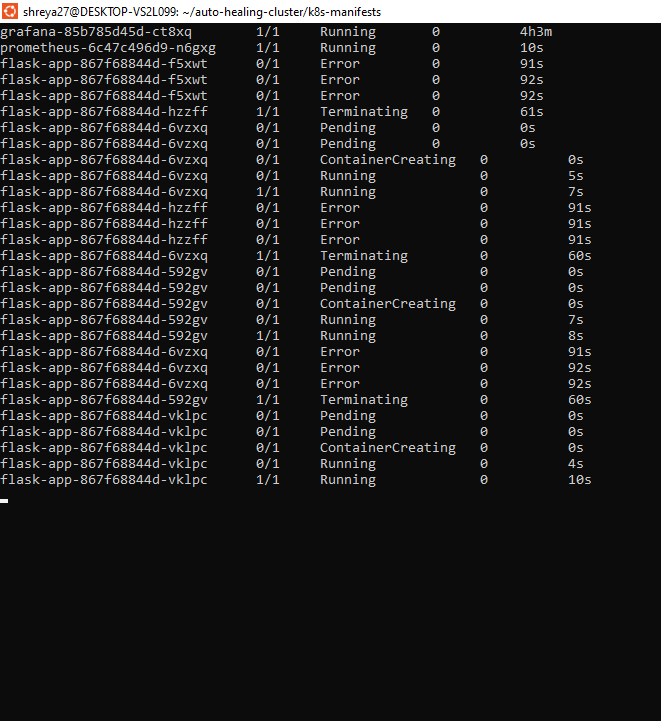 shreya27@DESKTOP-VS2L099: ~/auto-healing-cluster/k8s-manifests
grafana-85b785d45d-ct8xq 1/1 Running 0 4h3m
prometheus-6c47c496d9-n6gxg 1/1 Running 0 10s
flask-app-867f68844d-f5xwt 0/1 Error 0 91s
flask-app-867f68844d-f5xwt 0/1 Error 0 92s
flask-app-867f68844d-f5xwt 0/1 Error 0 92s
flask-app-867f68844d-hzzff 1/1 Terminating 0 61s
flask-app-867f68844d-6vzxq 0/1 Pending 0 0s
flask-app-867f68844d-6vzxq 0/1 Pending 0 0s
flask-app-867f68844d-6vzxq 0/1 ContainerCreating 0 0s
flask-app-867f68844d-6vzxq 0/1 Running 0 5s
flask-app-867f68844d-6vzxq 1/1 Running 0 7s
flask-app-867f68844d-hzzff 0/1 Error 0 91s
flask-app-867f68844d-hzzff 0/1 Error 0 91s
flask-app-867f68844d-hzzff 0/1 Error 0 91s
flask-app-867f68844d-6vzxq 1/1 Terminating 0 60s
flask-app-867f68844d-592gv 0/1 Pending 0 0s
flask-app-867f68844d-592gv 0/1 Pending 0 0s
flask-app-867f68844d-592gv 0/1 ContainerCreating 0 0s
flask-app-867f68844d-592gv 0/1 Running 0 7s
flask-app-867f68844d-592gv 1/1 Running 0 8s
flask-app-867f68844d-6vzxq 0/1 Error 0 91s
flask-app-867f68844d-6vzxq 0/1 Error 0 92s
flask-app-867f68844d-6vzxq 0/1 Error 0 92s
flask-app-867f68844d-592gv 1/1 Terminating 0 60s
flask-app-867f68844d-vklpc 0/1 Pending 0 0s
flask-app-867f68844d-vklpc 0/1 Pending 0 0s
flask-app-867f68844d-vklpc 0/1 ContainerCreating 0 0s
flask-app-867f68844d-vklpc 0/1 Running 0 4s
flask-app-867f68844d-vklpc 1/1 Running 0 10s